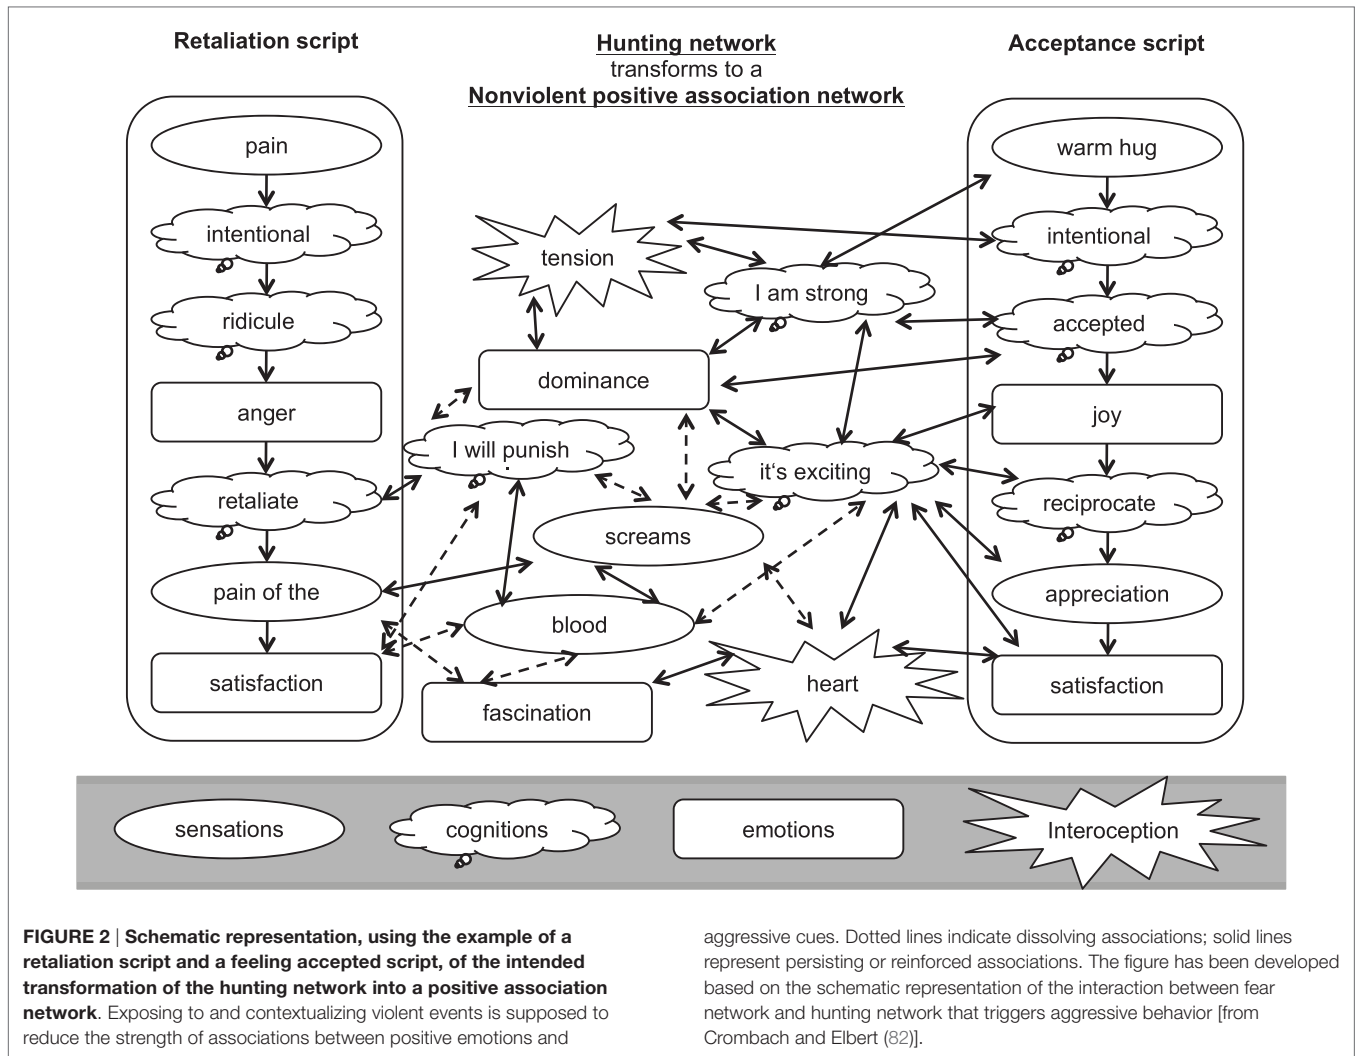 Retaliation script
Hunting network
transforms to a
Nonviolent positive association network
Acceptance script
pain
intentional
ridicule
anger
retaliate
pain of the
satisfaction
tension
I am strong
dominance
I will punish
it‘s exciting
screams
blood
heart
fascination
warm hug
intentional
accepted
joy
reciprocate
appreciation
satisfaction
sensations
cognitions
emotions
Interoception
FIGURE 2 | Schematic representation, using the example of a
retaliation script and a feeling accepted script, of the intended
transformation of the hunting network into a positive association
network. Exposing to and contextualizing violent events is supposed to
reduce the strength of associations between positive emotions and
aggressive cues. Dotted lines indicate dissolving associations; solid lines
represent persisting or reinforced associations. The figure has been developed
based on the schematic representation of the interaction between fear
network and hunting network that triggers aggressive behavior [from
Crombach and Elbert (82)].